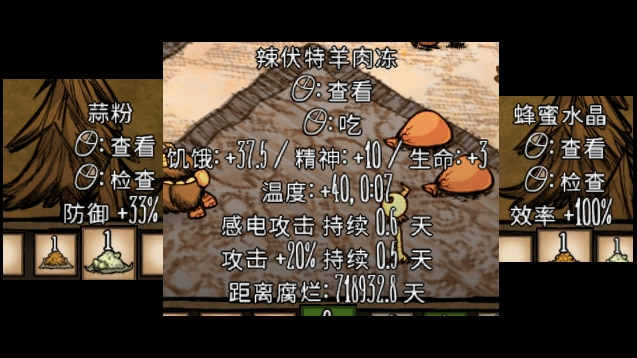 蒜粉
: 查看
: 检查
防御 +33%
1
1
辣伏特羊肉冻
: 查看
: 吃
饥饿: +37.5 / 精神: +10 / 生命: +3
温度: +40, 0:07
感电攻击 持续 0.6 天
攻击 +20% 持续 0.5 天
距离腐烂: 718932.8 天
蜂蜜水晶
: 查看
: 检查
效率 +100%
1
1